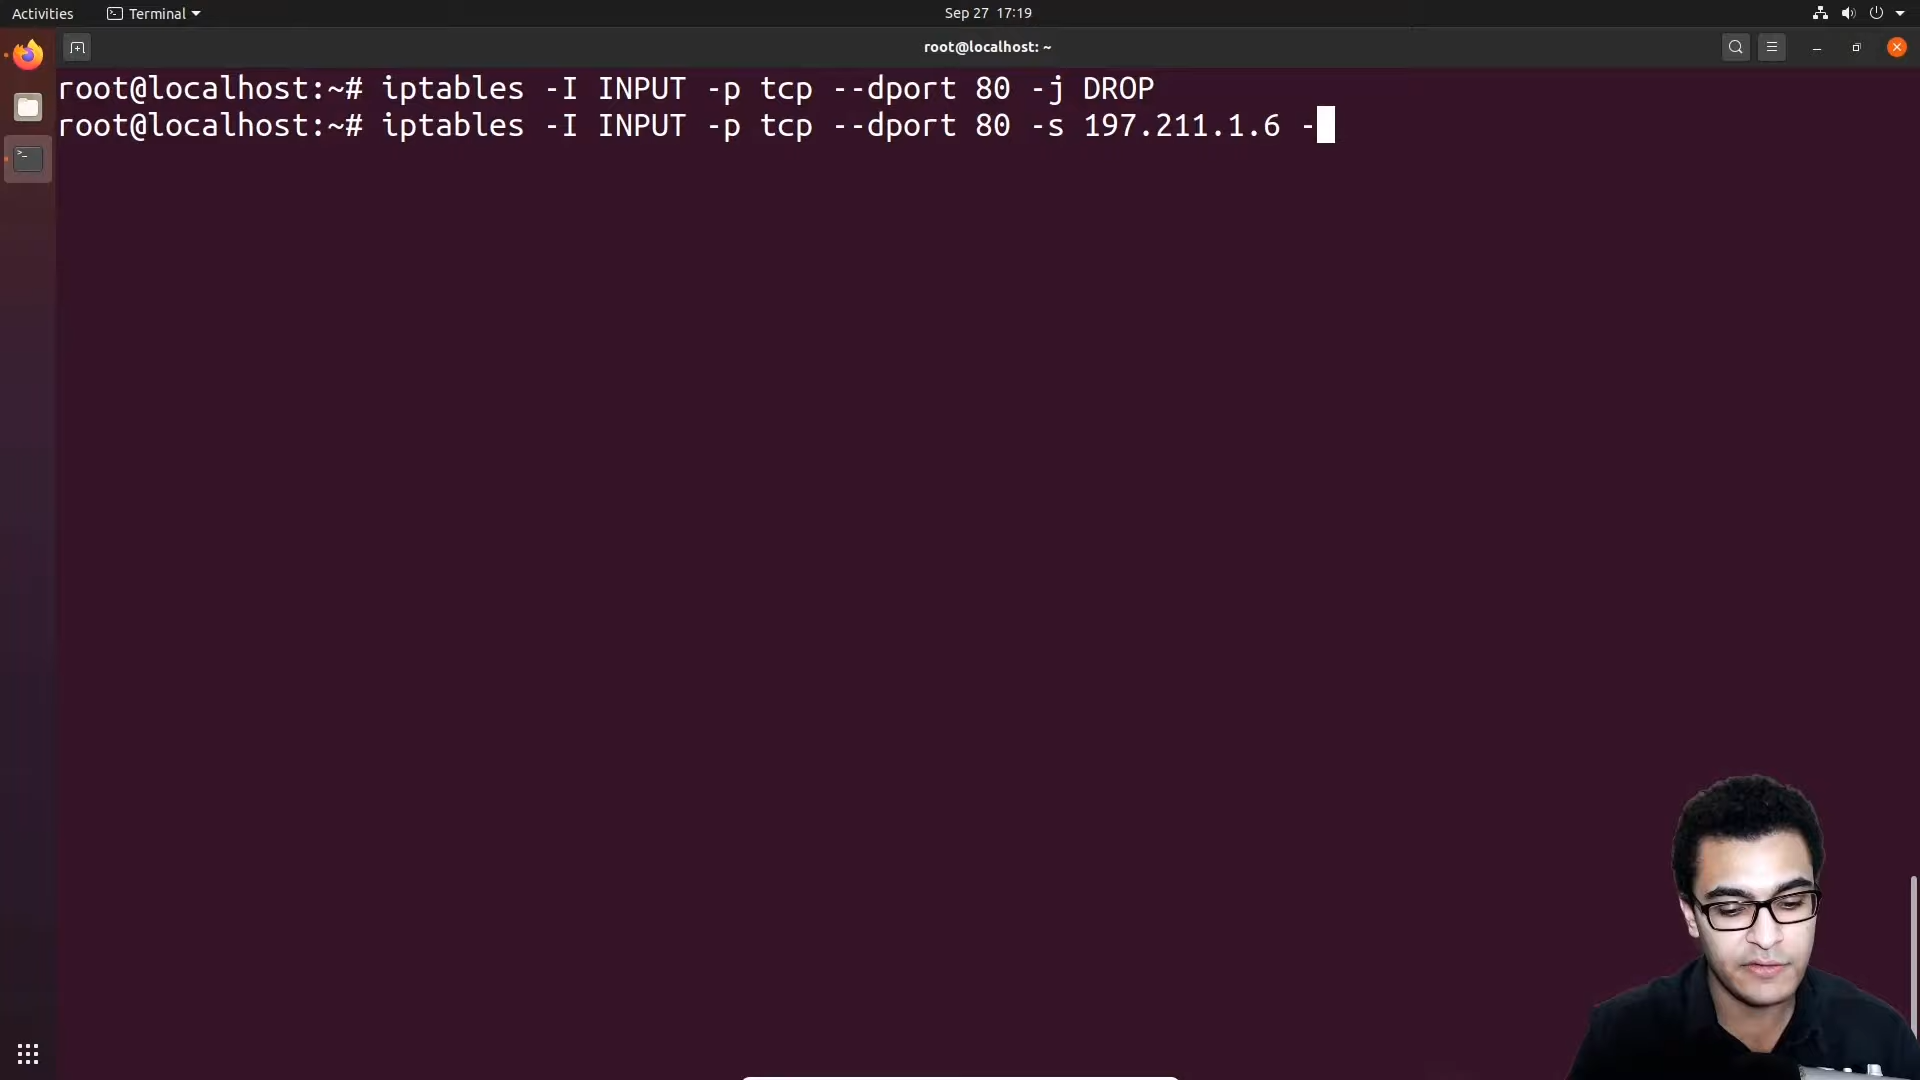 Activities Terminal Sep 27 17:19
root@localhost: ~
root@localhost:~# iptables -I INPUT -p tcp --dport 80 -j DROP
root@localhost:~# iptables -I INPUT -p tcp --dport 80 -s 197.211.1.6 -